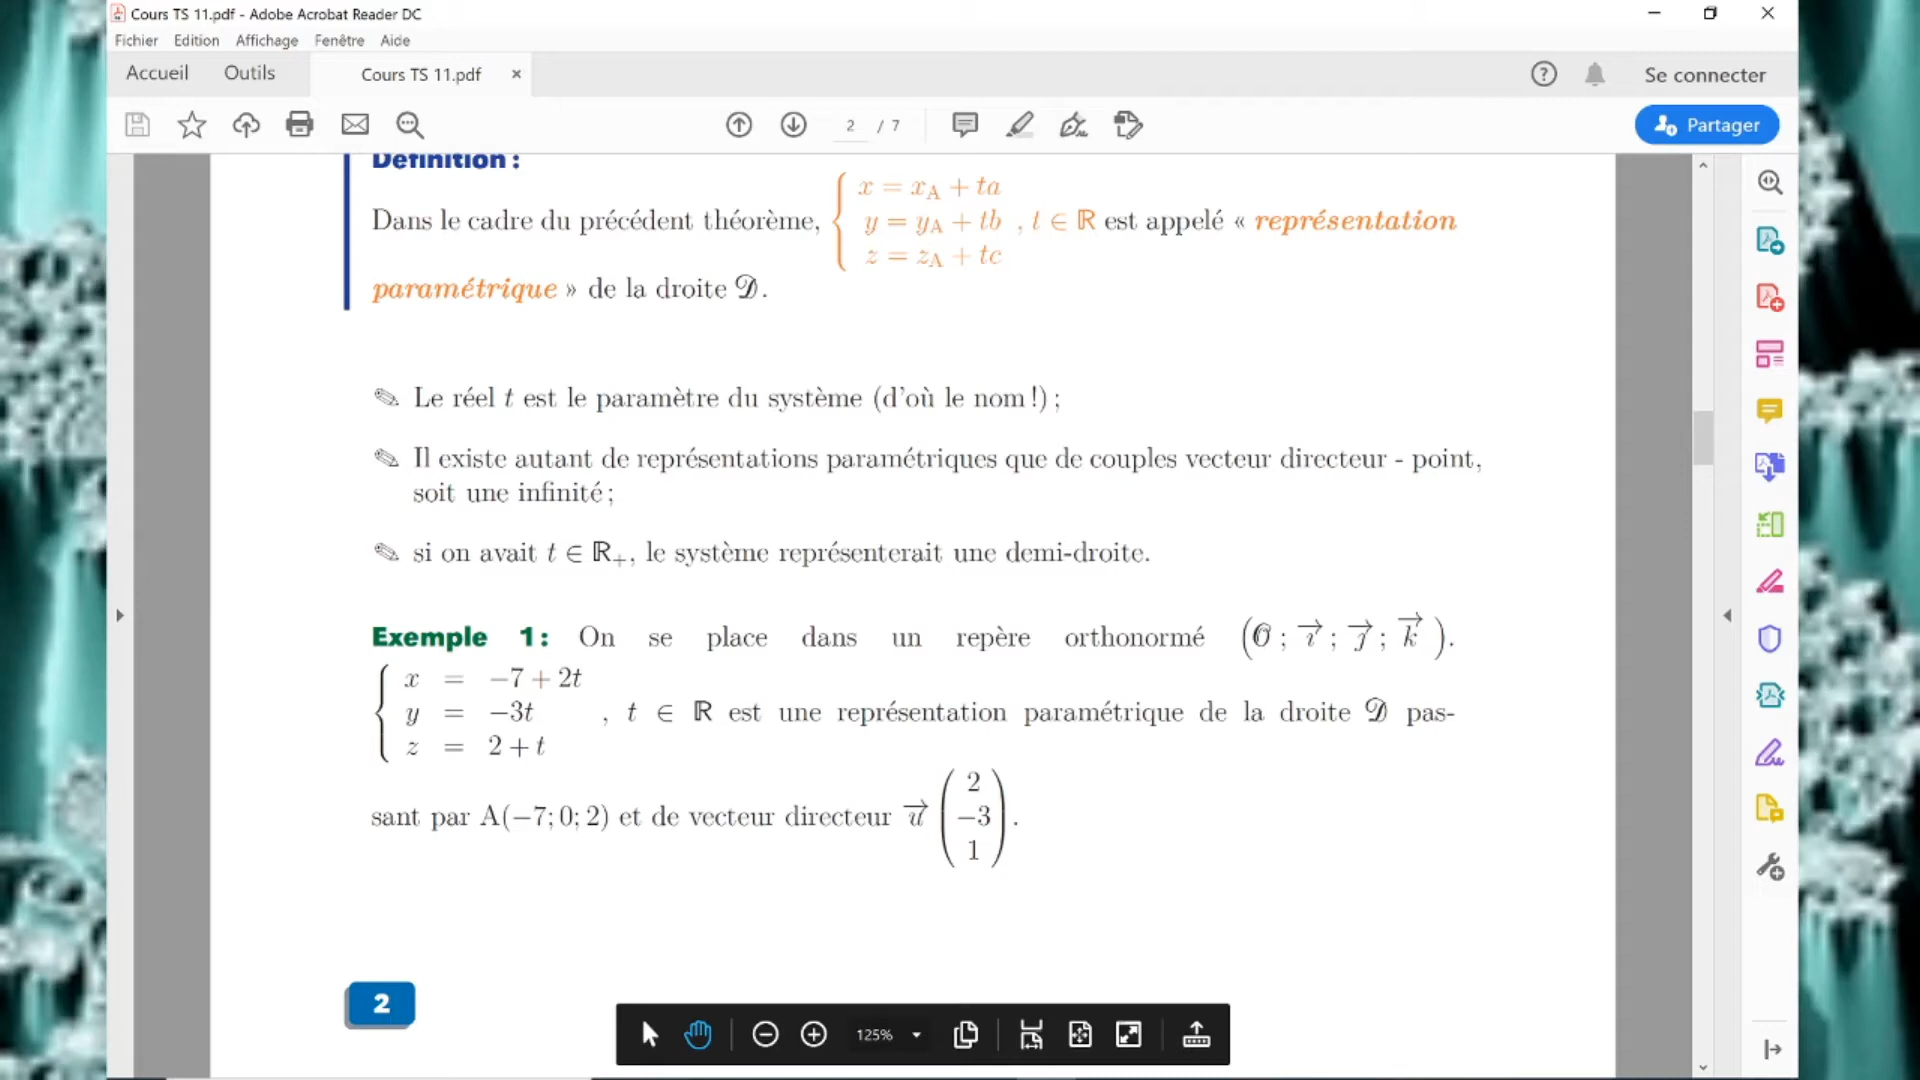 Cours TS 11.pdf - Adobe Acrobat Reader DC
Fichier Edition Affichage Fenêtre Aide
Accueil Outils Cours TS 11.pdf × Se connecter
2 / 7 Partager
Définition :
Dans le cadre du précédent théorème, { x = x_A + ta
y = y_A + tb , t ∈ ℝ est appelé « représentation
z = z_A + tc
paramétrique » de la droite 𝒟.
✎ Le réel t est le paramètre du système (d'où le nom !) ;
✎ Il existe autant de représentations paramétriques que de couples vecteur directeur - point,
soit une infinité ;
✎ si on avait t ∈ ℝ₊, le système représenterait une demi-droite.
Exemple 1 : On se place dans un repère orthonormé (O ; i⃗ ; j⃗ ; k⃗ ).
{ x = −7 + 2t
y = −3t , t ∈ ℝ est une représentation paramétrique de la droite 𝒟 pas-
z = 2 + t
sant par A(−7; 0; 2) et de vecteur directeur u⃗ ( 2
−3
1 ) .
2
125%